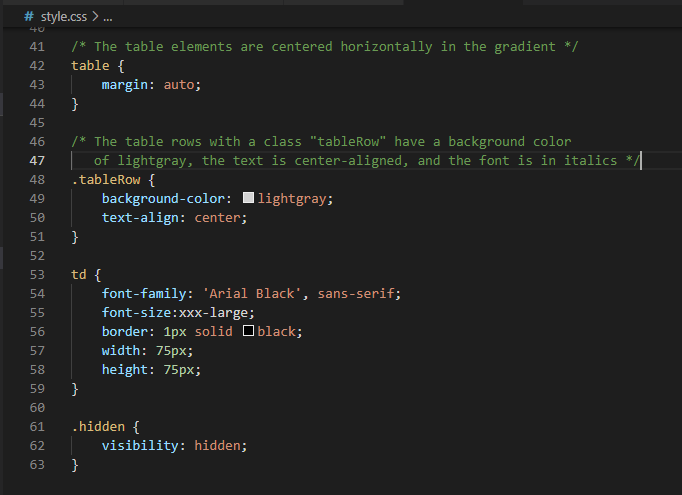 # style.css > ...
40
41 /* The table elements are centered horizontally in the gradient */
42 table {
43 margin: auto;
44 }
45
46 /* The table rows with a class "tableRow" have a background color
47 of lightgray, the text is center-aligned, and the font is in italics */
48 .tableRow {
49 background-color: lightgray;
50 text-align: center;
51 }
52
53 td {
54 font-family: 'Arial Black', sans-serif;
55 font-size:xxx-large;
56 border: 1px solid black;
57 width: 75px;
58 height: 75px;
59 }
60
61 .hidden {
62 visibility: hidden;
63 }